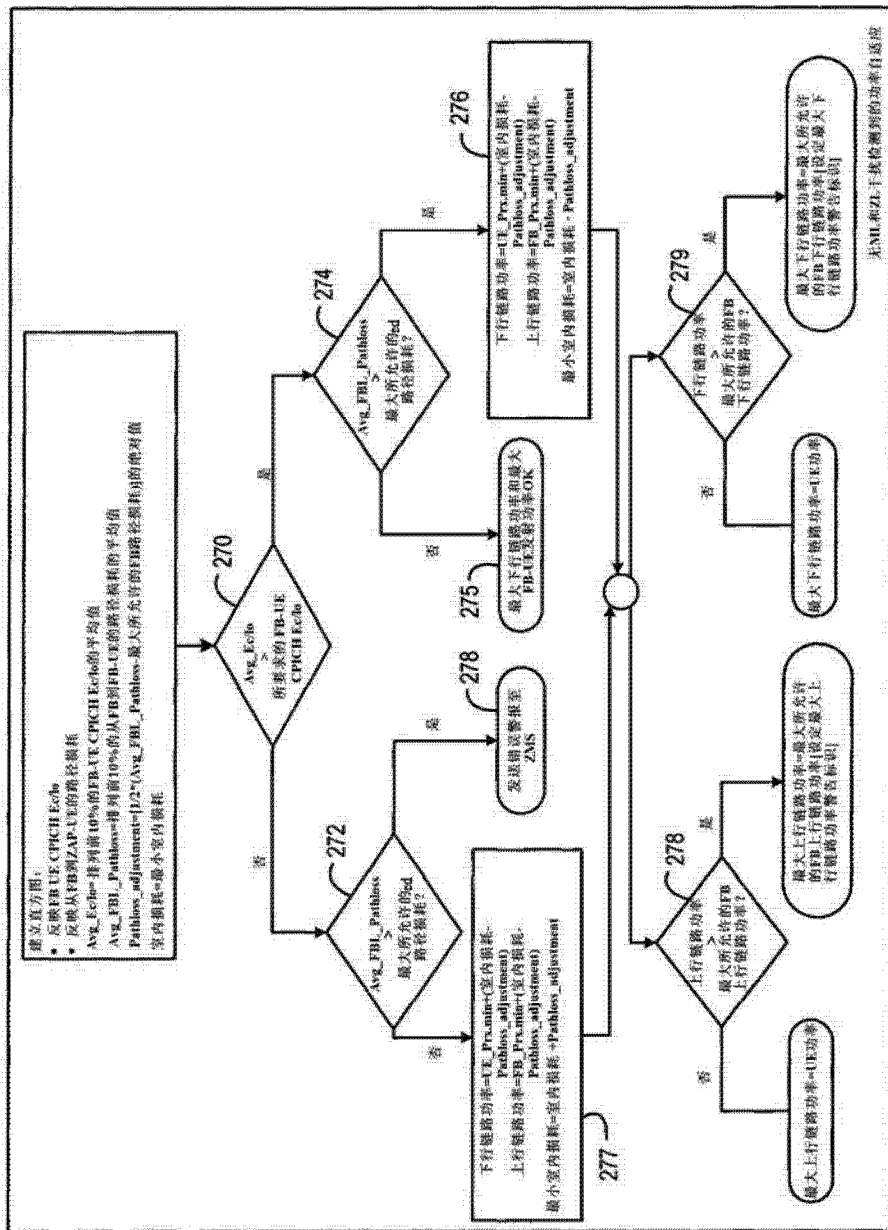 建立直方图：
• 反映FB UE CPICH Ec/Io
• 反映从FB到ZAP-UE的路径损耗
Avg_Ec/Io=排列前10%的FB-UE CPICH Ec/Io的平均值
Avg_FBL_Pathloss=排列前10%的从FB到FB-UE的路径损耗的平均值
Pathloss_adjustment=[1/2*(Avg_FBL_Pathloss-最大所允许的FB路径损耗)]的绝对值
室内损耗=最小室内损耗
270
Avg_Ec/Io
>
所要求的 FB-UE
CPICH Ec/Io
否
是
272
Avg_FBL_Pathloss
>
最大所允许的ed
路径损耗?
否
是
274
Avg_FBL_Pathloss
>
最大所允许的ed
路径损耗?
否
是
下行链路功率=UE_Prx.min+(室内损耗-
Pathloss_adjustment)
上行链路功率=FB_Prx.min+(室内损耗-
Pathloss_adjustment)
最小室内损耗=室内损耗 +Pathloss_adjustment
277
278
发送错误警报至
ZMS
275
最大下行链路功率和最大
FB-UE发射功率OK
276
下行链路功率=UE_Prx.min+(室内损耗-
Pathloss_adjustment)
上行链路功率=FB_Prx.min+(室内损耗-
Pathloss_adjustment)
最小室内损耗=室内损耗 - Pathloss_adjustment
278
上行链路功率
>
最大所允许的FB
上行链路功率?
否
是
279
下行链路功率
>
最大所允许的FB
下行链路功率?
否
是
最大上行链路功率=UE功率
最大上行链路功率=最大所允许
的FB上行链路功率[设定最大上
行链路功率警告标识]
最大下行链路功率=UE功率
最大下行链路功率=最大所允许
的FB下行链路功率[设定最大下
行链路功率警告标识]
无ML和ZL干扰检测到的功率自适应